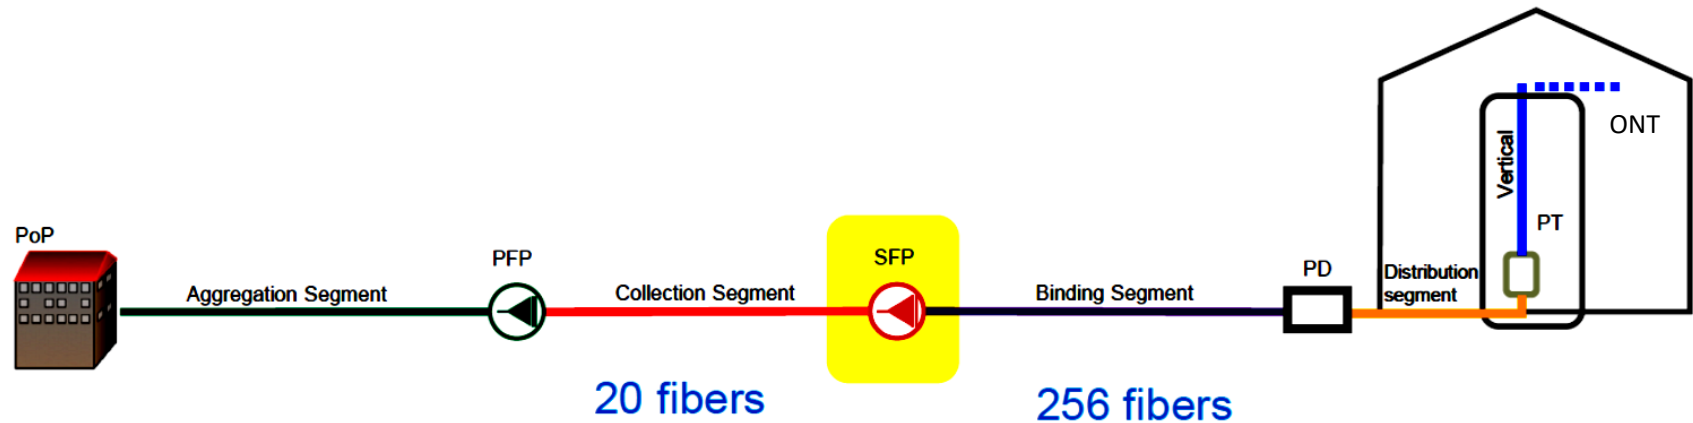 PoP
Aggregation Segment
PFP
Collection Segment
20 fibers
SFP
Binding Segment
256 fibers
PD
Distribution
segment
Vertical
PT
ONT